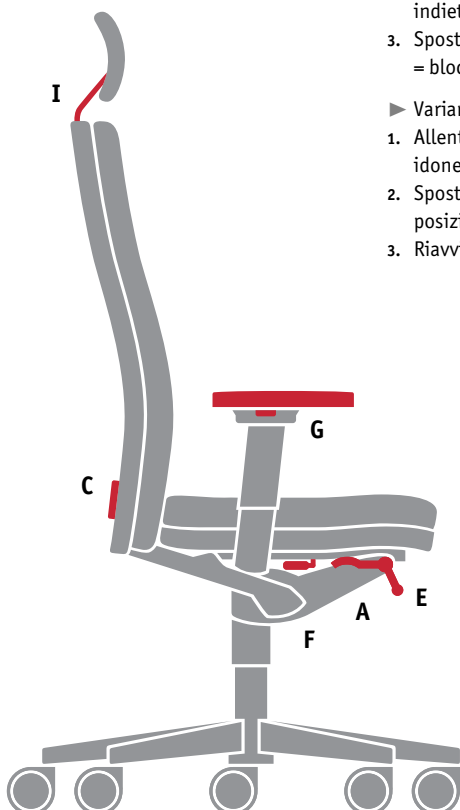 indiet
3. Spost
= bloc
▶ Varian
1. Allent
idone
2. Spost
posizi
3. Riavv
I
G
C
E
A
F